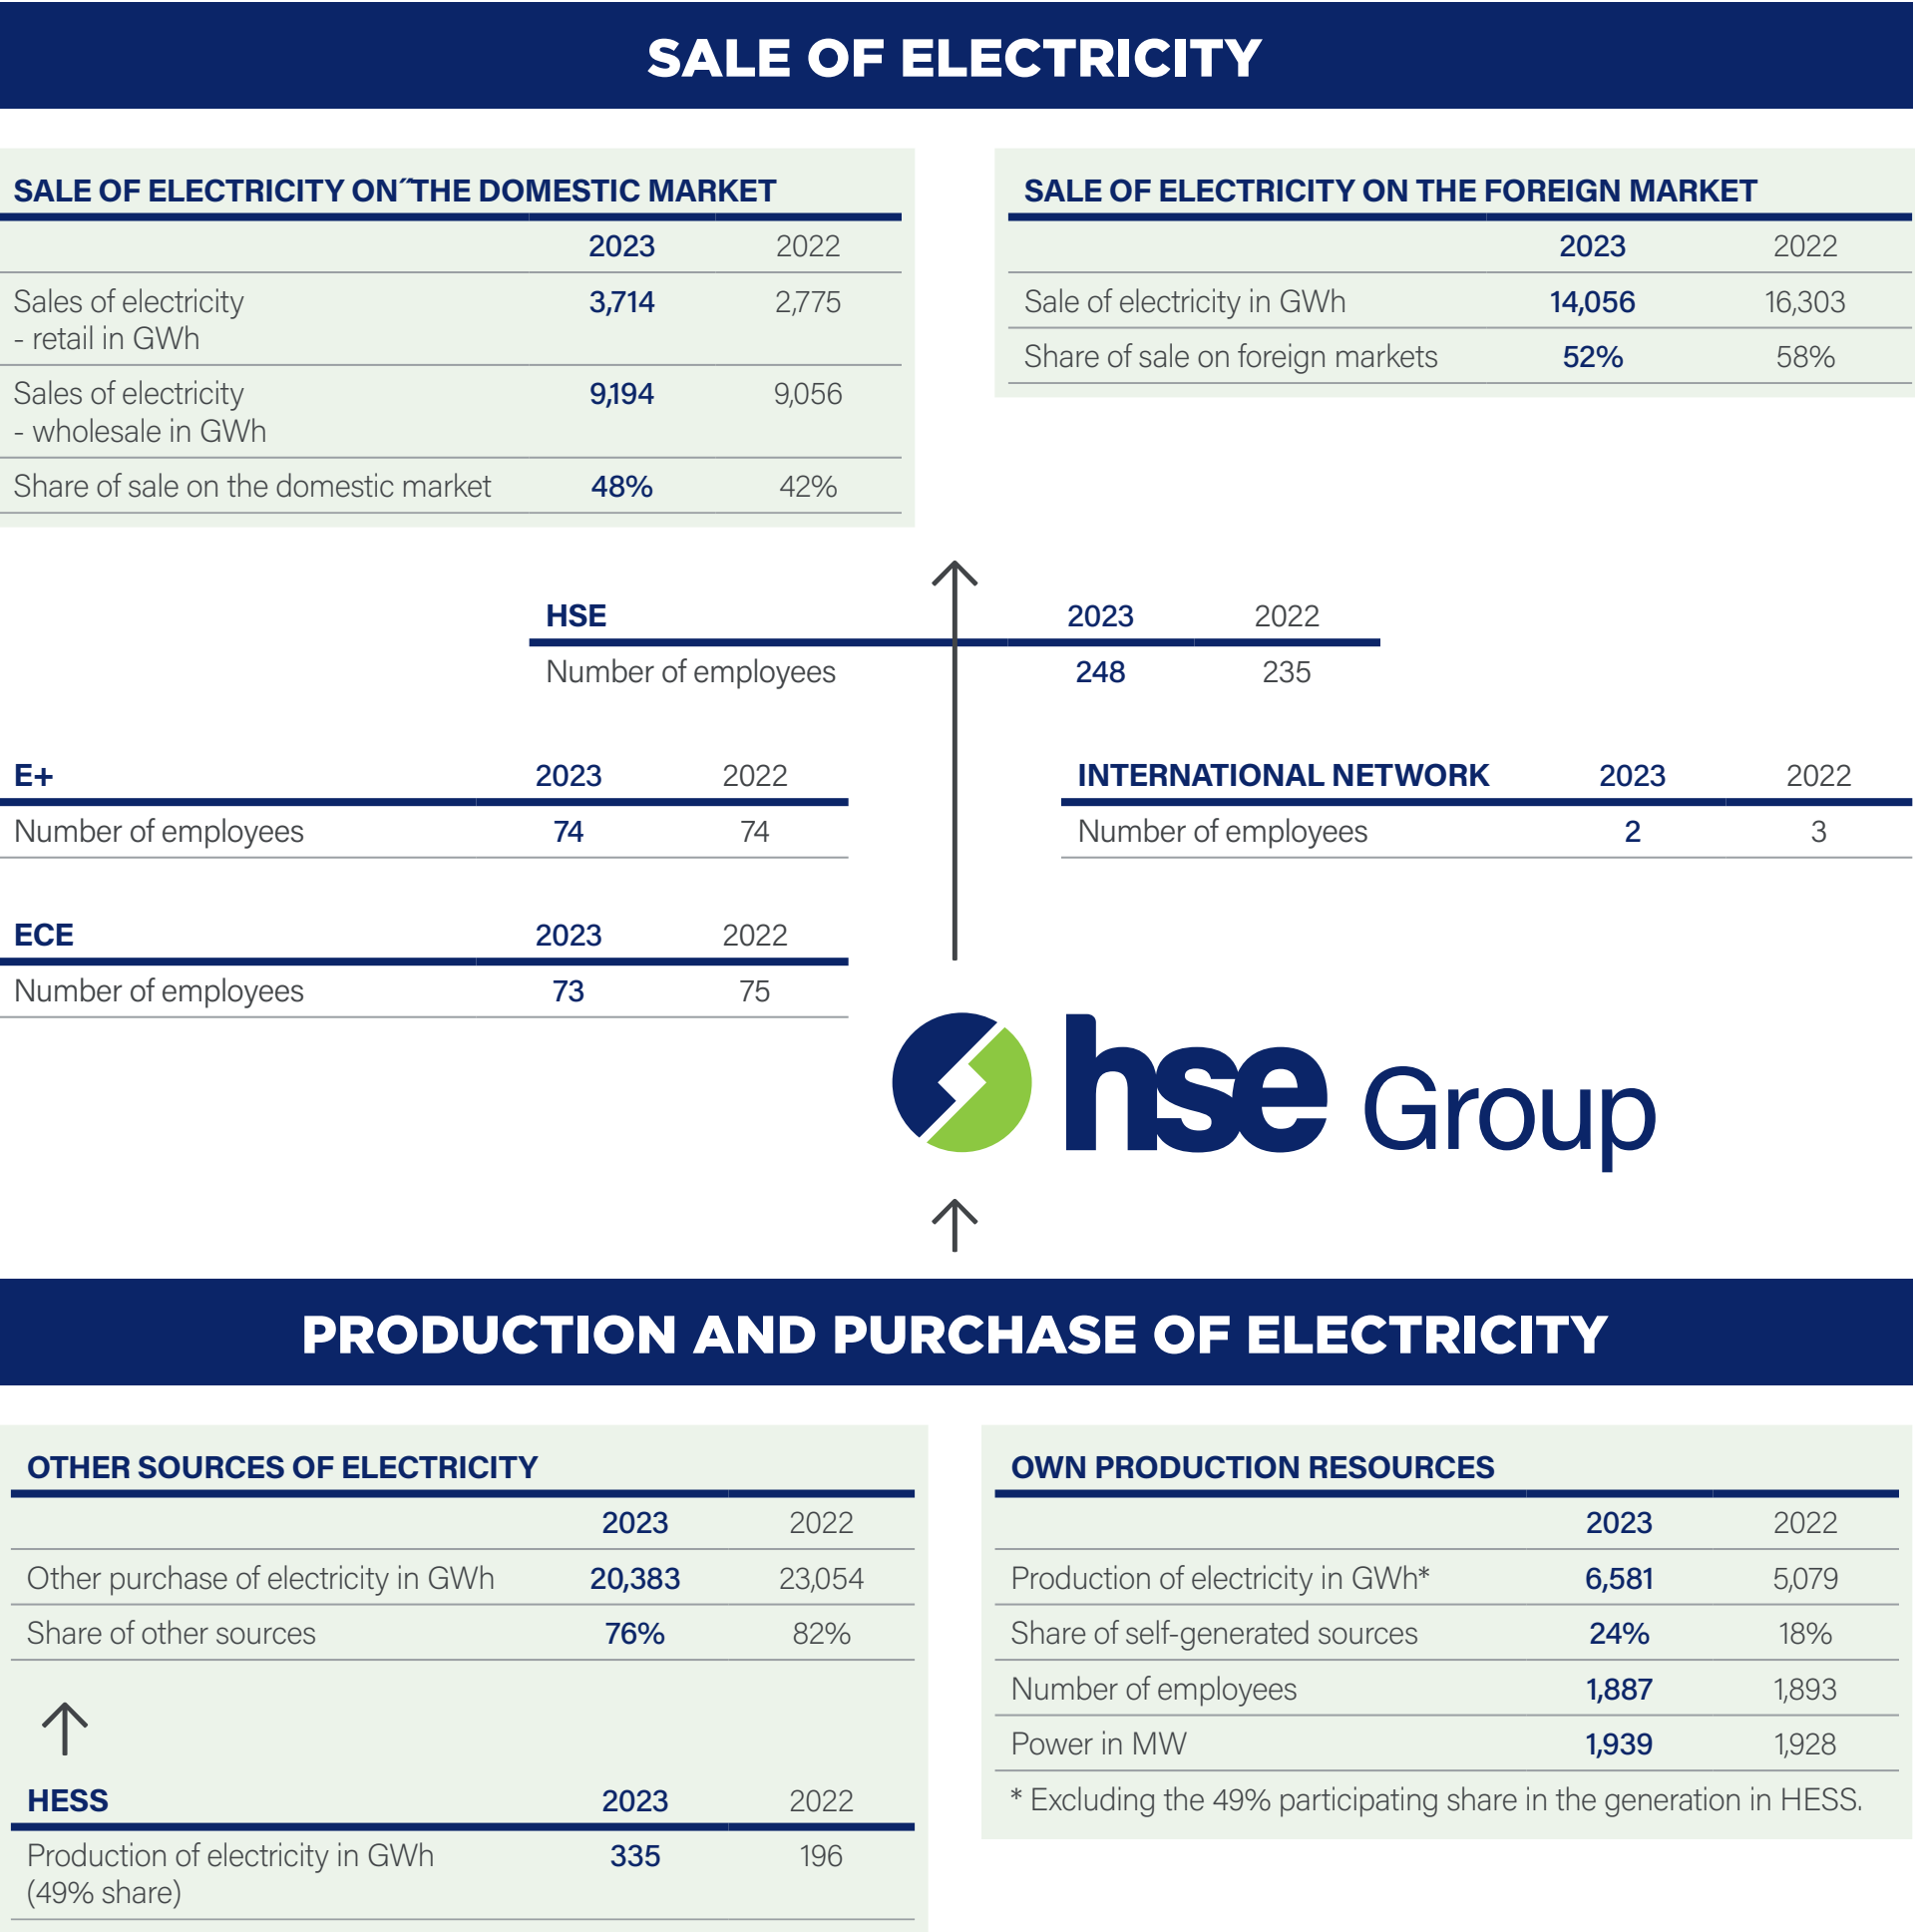 SALE OF ELECTRICITY
SALE OF ELECTRICITY ON˝THE DOMESTIC MARKET
2023 2022
Sales of electricity 3,714 2,775
- retail in GWh
Sales of electricity 9,194 9,056
- wholesale in GWh
Share of sale on the domestic market 48% 42%
SALE OF ELECTRICITY ON THE FOREIGN MARKET
2023 2022
Sale of electricity in GWh 14,056 16,303
Share of sale on foreign markets 52% 58%
HSE 2023 2022
Number of employees 248 235
E+ 2023 2022
Number of employees 74 74
INTERNATIONAL NETWORK 2023 2022
Number of employees 2 3
ECE 2023 2022
Number of employees 73 75
hse Group
PRODUCTION AND PURCHASE OF ELECTRICITY
OTHER SOURCES OF ELECTRICITY
2023 2022
Other purchase of electricity in GWh 20,383 23,054
Share of other sources 76% 82%
HESS 2023 2022
Production of electricity in GWh 335 196
(49% share)
OWN PRODUCTION RESOURCES
2023 2022
Production of electricity in GWh* 6,581 5,079
Share of self-generated sources 24% 18%
Number of employees 1,887 1,893
Power in MW 1,939 1,928
* Excluding the 49% participating share in the generation in HESS.